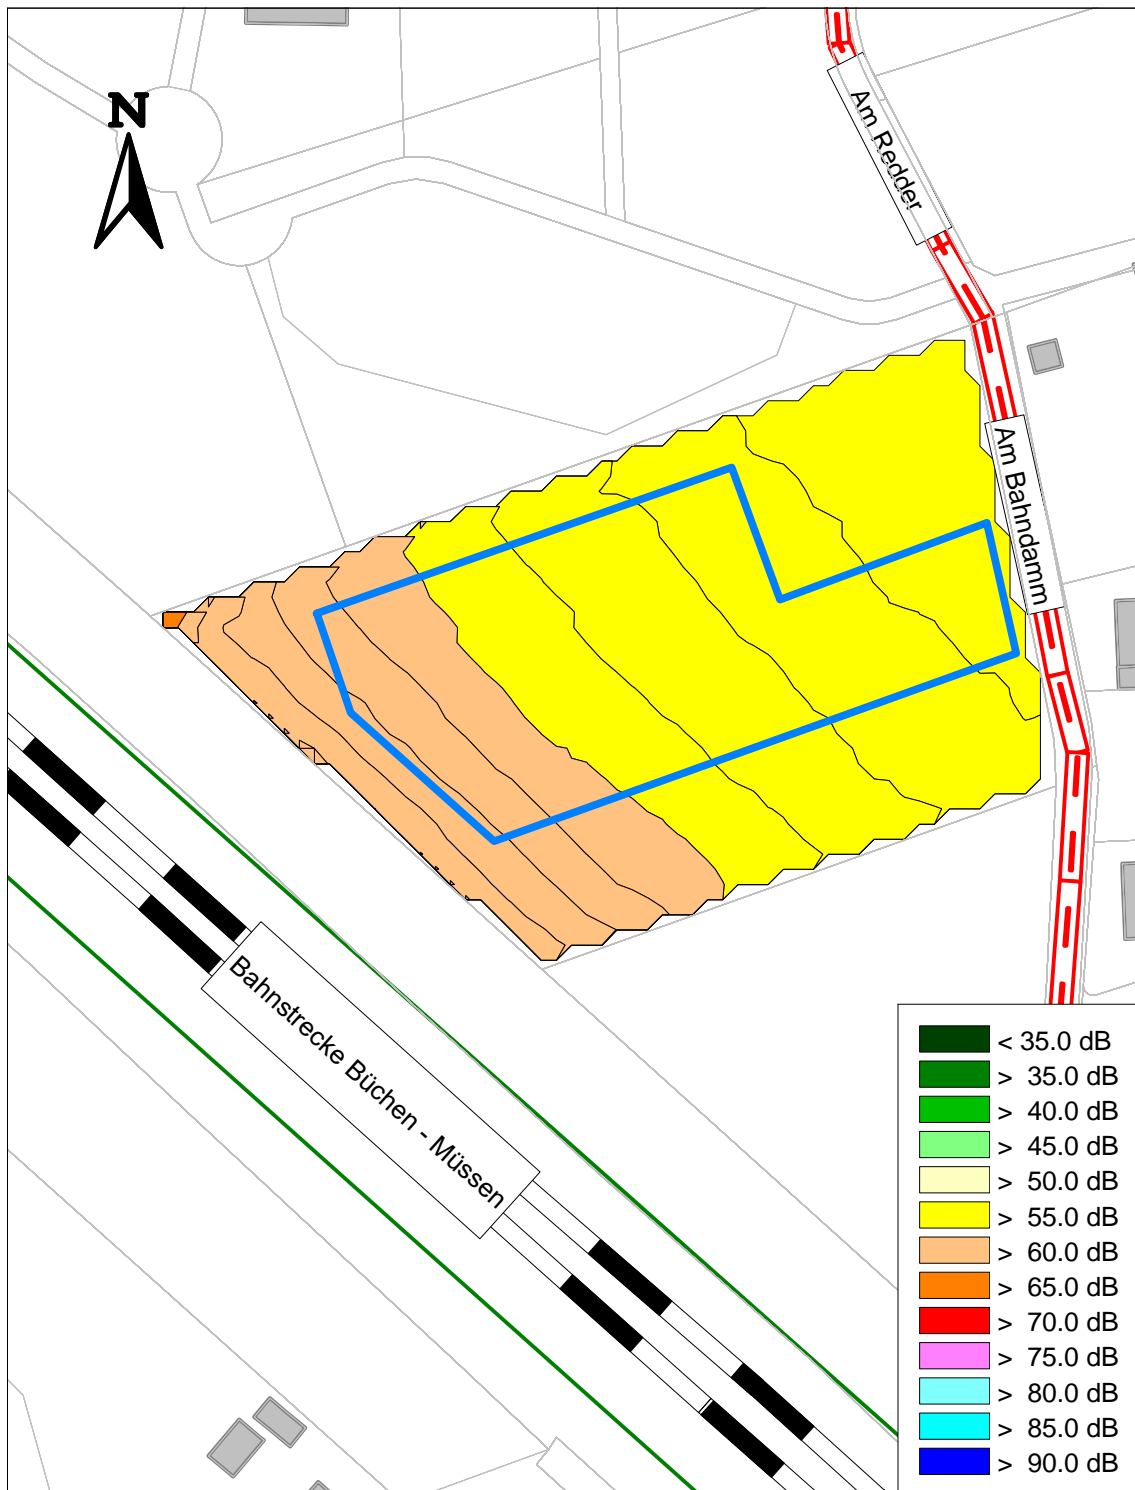 N
Am Redder
Am Bahndamm
Bahnstrecke Büchen - Müssen
< 35.0 dB
> 35.0 dB
> 40.0 dB
> 45.0 dB
> 50.0 dB
> 55.0 dB
> 60.0 dB
> 65.0 dB
> 70.0 dB
> 75.0 dB
> 80.0 dB
> 85.0 dB
> 90.0 dB